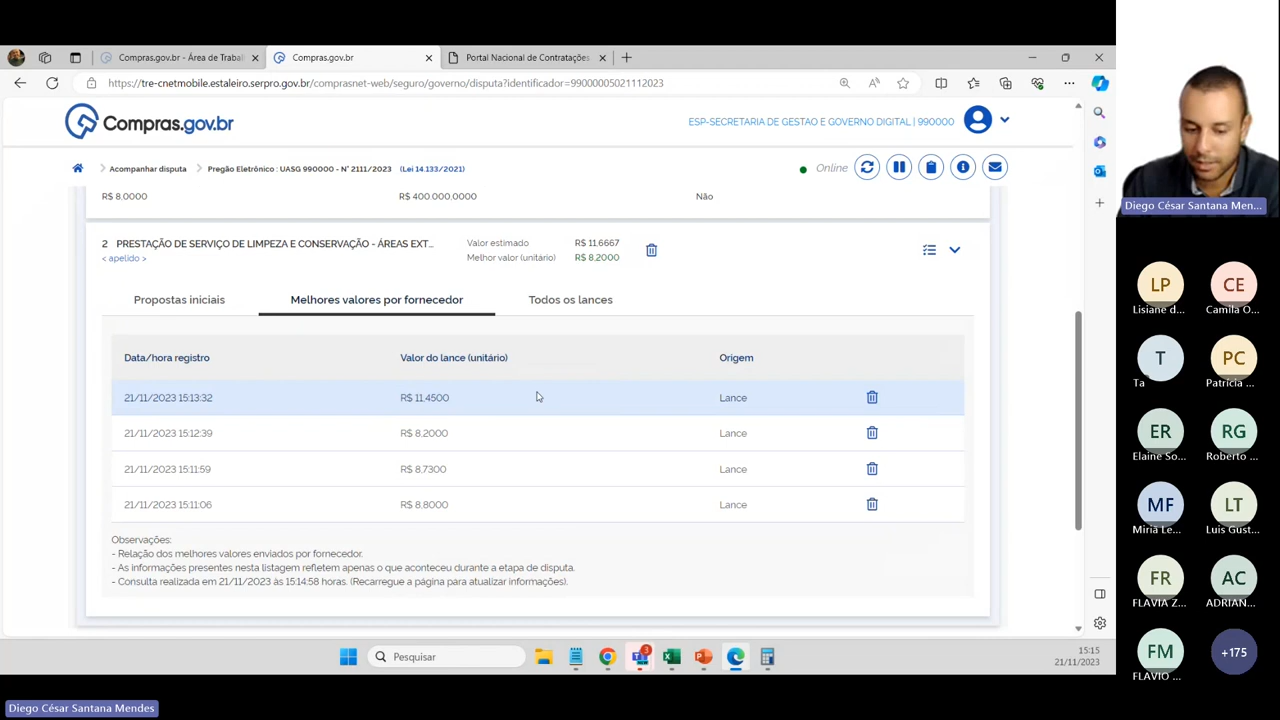 Compras.gov.br - Área de Trabal
Compras.gov.br
Portal Nacional de Contratações
https://tre-cnetmobile.estaleiro.serpro.gov.br/comprasnet-web/seguro/governo/disputa?identificador=99000005021112023
Compras.gov.br
ESP-SECRETARIA DE GESTAO E GOVERNO DIGITAL | 990000
Acompanhar disputa
Pregão Eletrônico : UASG 990000 - N° 2111/2023 (Lei 14.133/2021)
Online
R$ 8,0000 R$ 400.000,0000 Não
2 PRESTAÇÃO DE SERVIÇO DE LIMPEZA E CONSERVAÇÃO - ÁREAS EXT...
< apelido >
Valor estimado R$ 11,6667
Melhor valor (unitário) R$ 8,2000
Propostas iniciais Melhores valores por fornecedor Todos os lances
Data/hora registro Valor do lance (unitário) Origem
21/11/2023 15:13:32 R$ 11,4500 Lance
21/11/2023 15:12:39 R$ 8,2000 Lance
21/11/2023 15:11:59 R$ 8,7300 Lance
21/11/2023 15:11:06 R$ 8,8000 Lance
Observações:
- Relação dos melhores valores enviados por fornecedor.
- As informações presentes nesta listagem refletem apenas o que aconteceu durante a etapa de disputa.
- Consulta realizada em 21/11/2023 às 15:14:58 horas. (Recarregue a página para atualizar informações).
Pesquisar
3
15:15
21/11/2023
Diego César Santana Mendes
Diego César Santana Men...
LP
Lisiane d...
CE
Camila O...
T
Ta
PC
Patrícia ...
ER
Elaine So...
RG
Roberto ...
MF
Miriã Le...
LT
Luis Gust...
FR
FLAVIA Z...
AC
ADRIAN...
FM
FLAVIO ...
+175